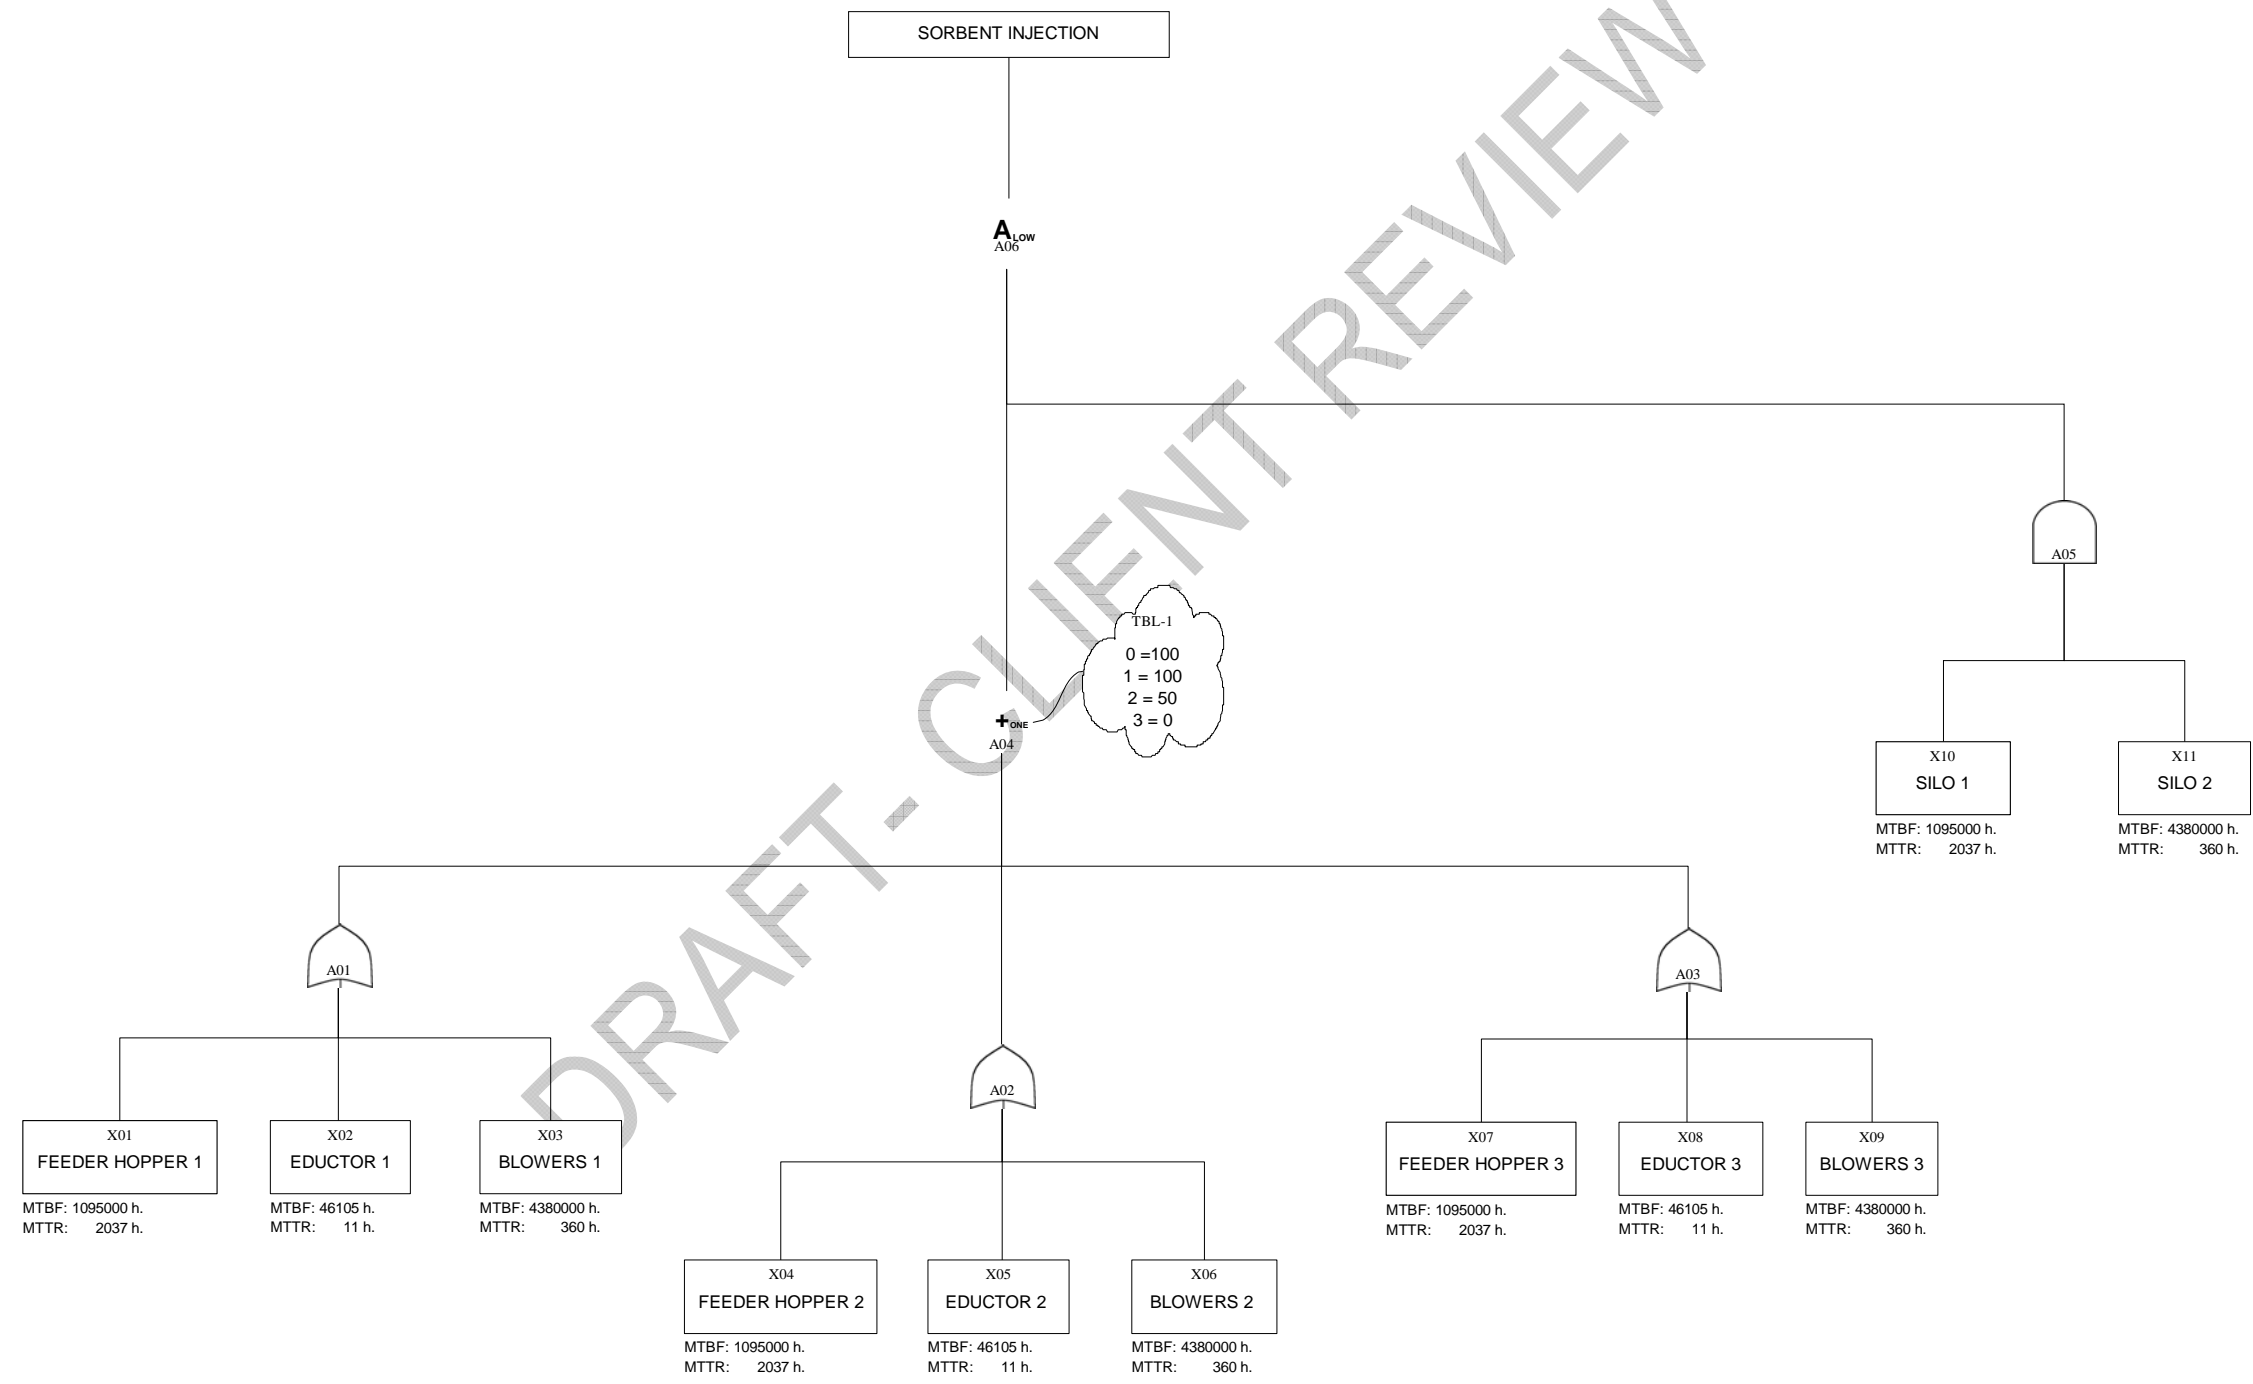 SORBENT INJECTION
DRAFT - CLIENT REVIEW
A LOW
A06
A05
TBL-1
0 =100
1 = 100
2 = 50
3 = 0
+ ONE
A04
X10
SILO 1
MTBF: 1095000 h.
MTTR: 2037 h.
X11
SILO 2
MTBF: 4380000 h.
MTTR: 360 h.
A01
A03
A02
X01
FEEDER HOPPER 1
MTBF: 1095000 h.
MTTR: 2037 h.
X02
EDUCTOR 1
MTBF: 46105 h.
MTTR: 11 h.
X03
BLOWERS 1
MTBF: 4380000 h.
MTTR: 360 h.
X04
FEEDER HOPPER 2
MTBF: 1095000 h.
MTTR: 2037 h.
X05
EDUCTOR 2
MTBF: 46105 h.
MTTR: 11 h.
X06
BLOWERS 2
MTBF: 4380000 h.
MTTR: 360 h.
X07
FEEDER HOPPER 3
MTBF: 1095000 h.
MTTR: 2037 h.
X08
EDUCTOR 3
MTBF: 46105 h.
MTTR: 11 h.
X09
BLOWERS 3
MTBF: 4380000 h.
MTTR: 360 h.